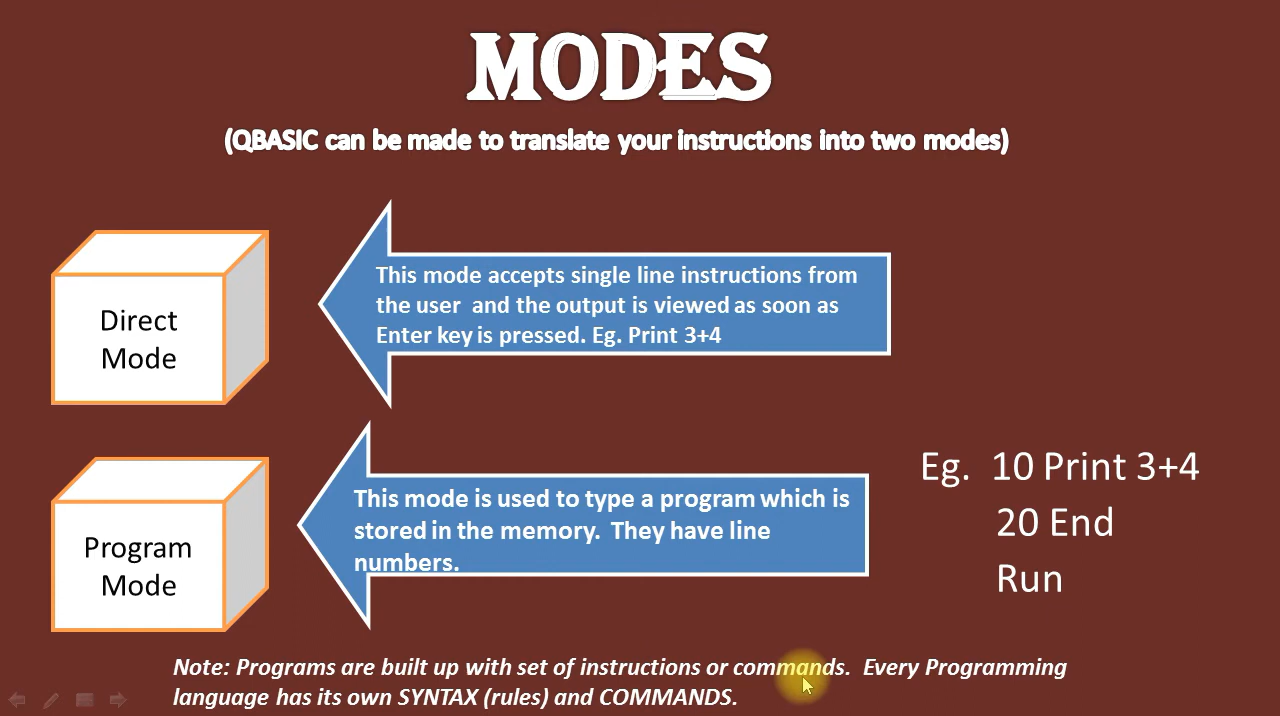 MODES
(QBASIC can be made to translate your instructions into two modes)
Direct
Mode
This mode accepts single line instructions from
the user and the output is viewed as soon as
Enter key is pressed. Eg. Print 3+4
Program
Mode
This mode is used to type a program which is
stored in the memory. They have line
numbers.
Eg. 10 Print 3+4
20 End
Run
Note: Programs are built up with set of instructions or commands. Every Programming
language has its own SYNTAX (rules) and COMMANDS.